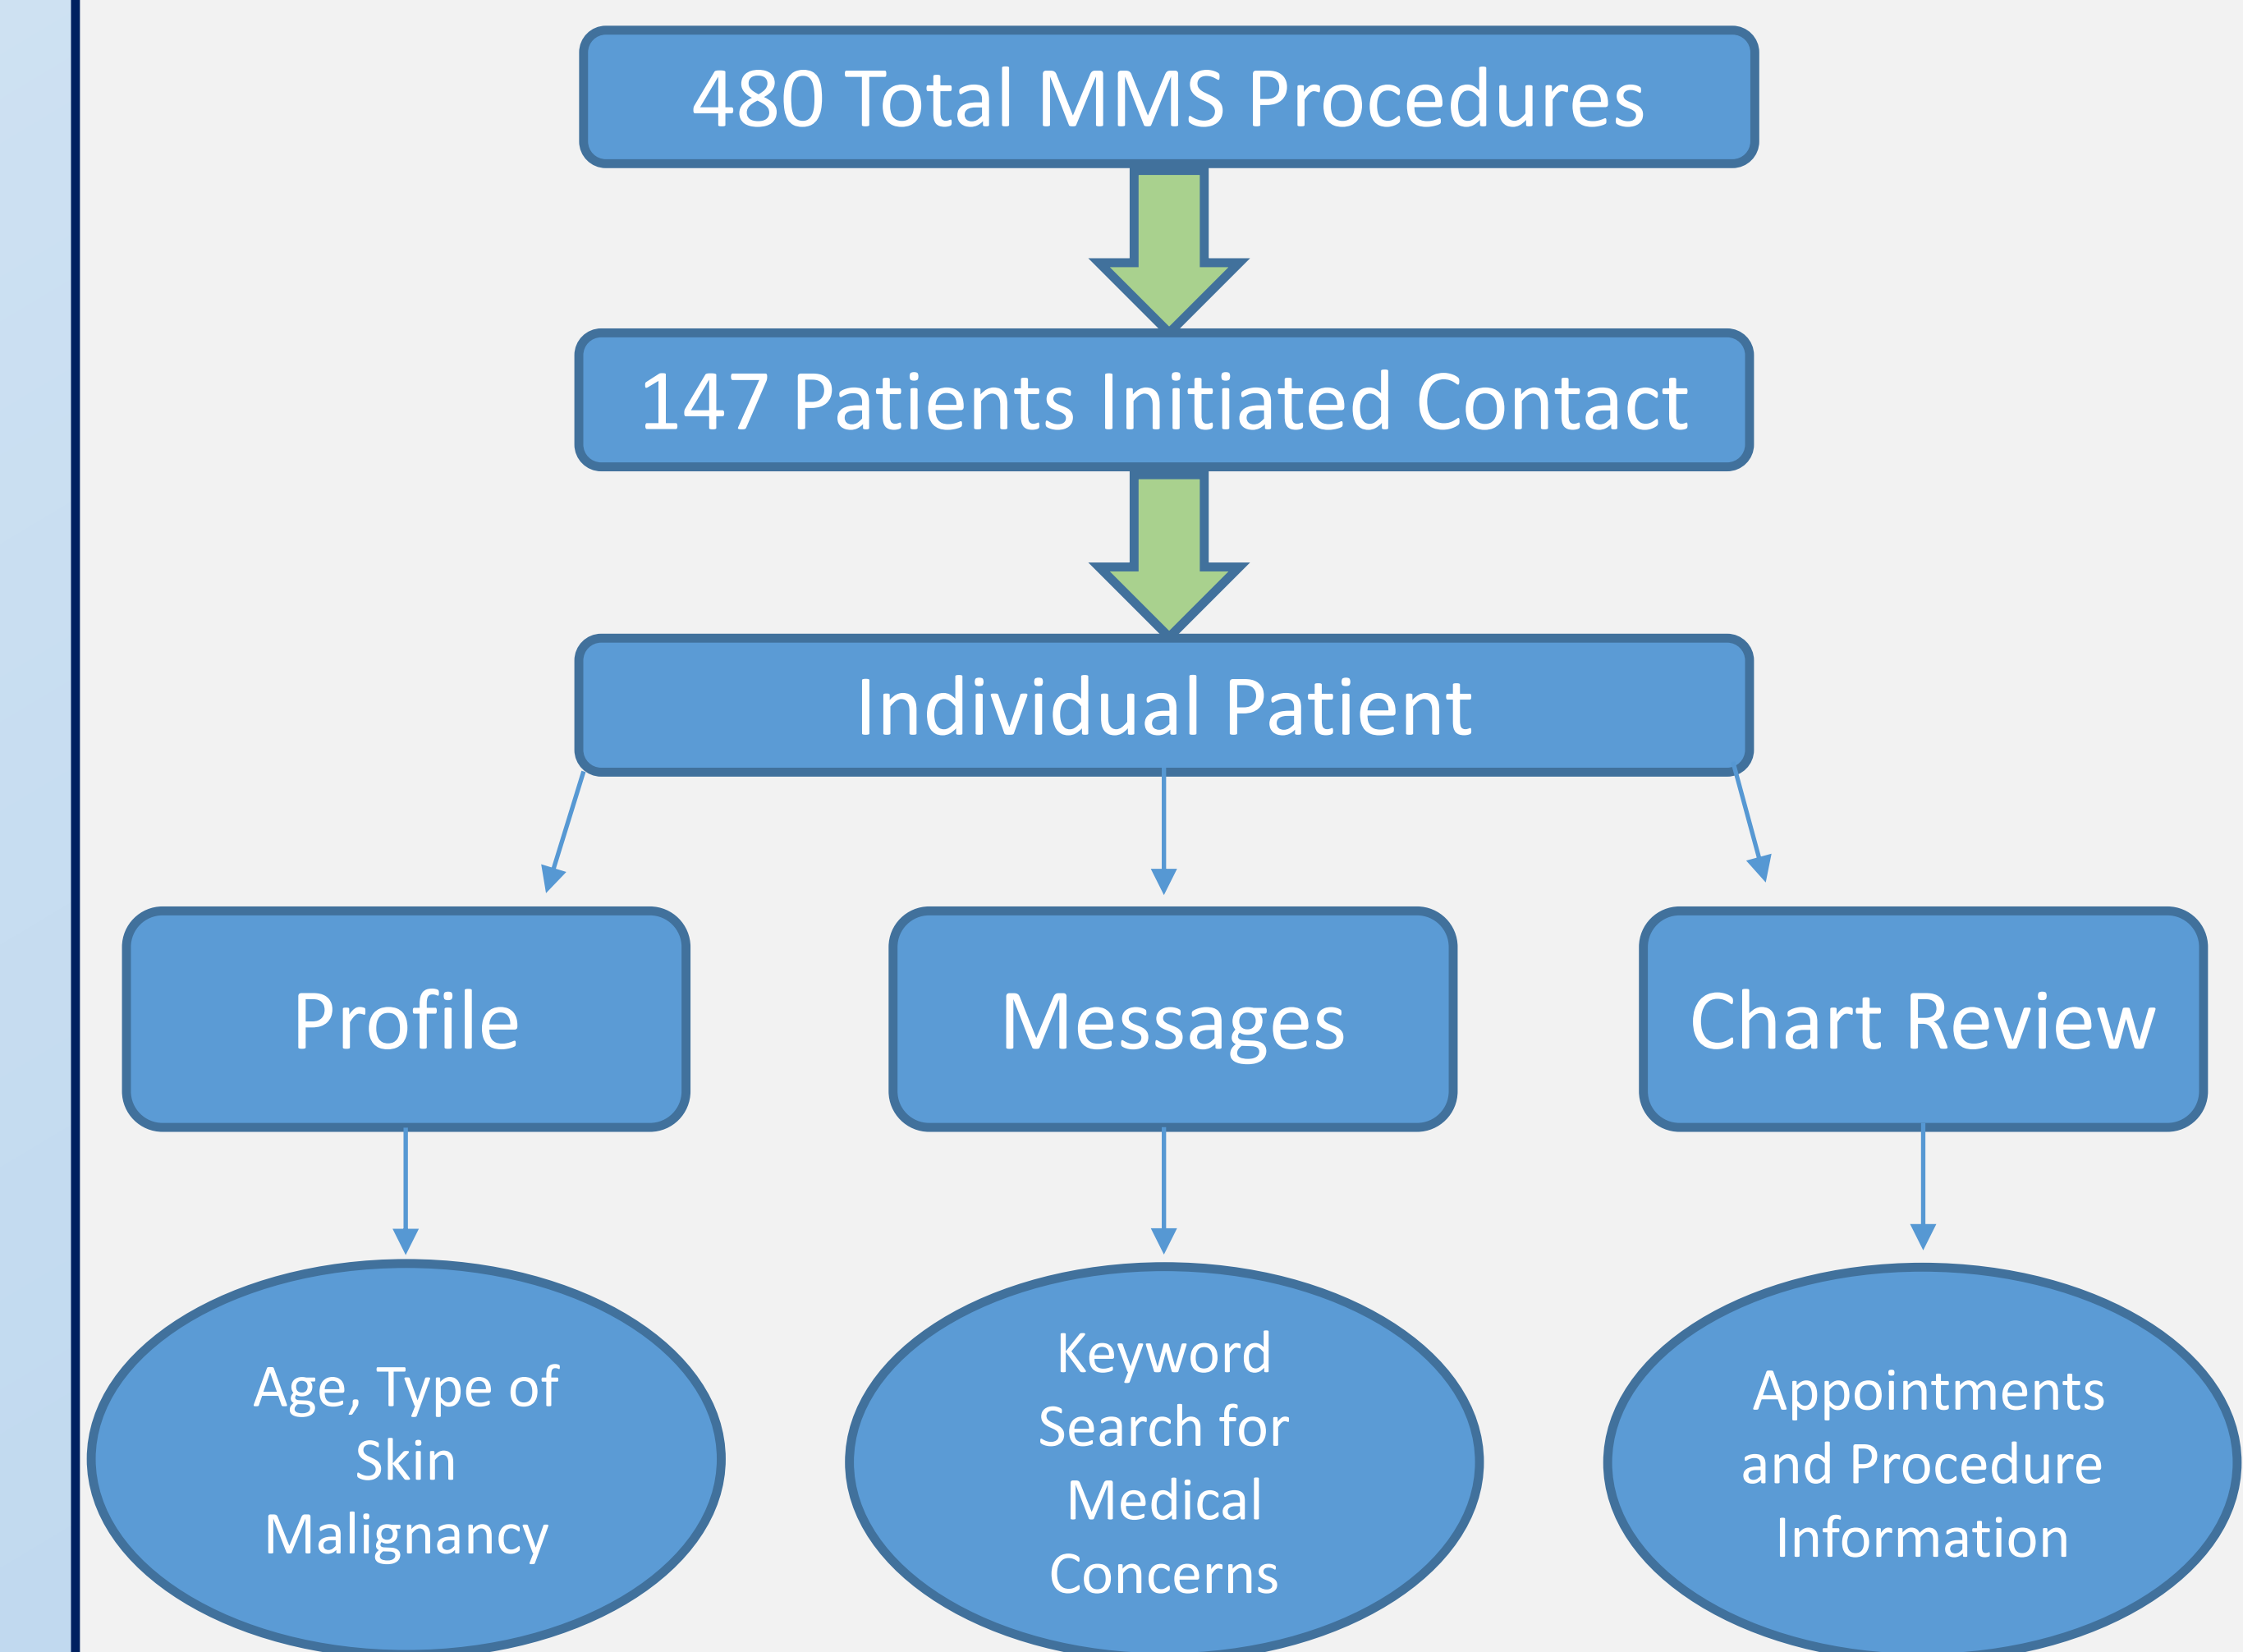 480 Total MMS Procedures
147 Patients Initiated Contact
Individual Patient
Profile
Messages
Chart Review
Age, Type of
Skin
Malignancy
Keyword
Search for
Medical
Concerns
Appointments
and Procedure
Information